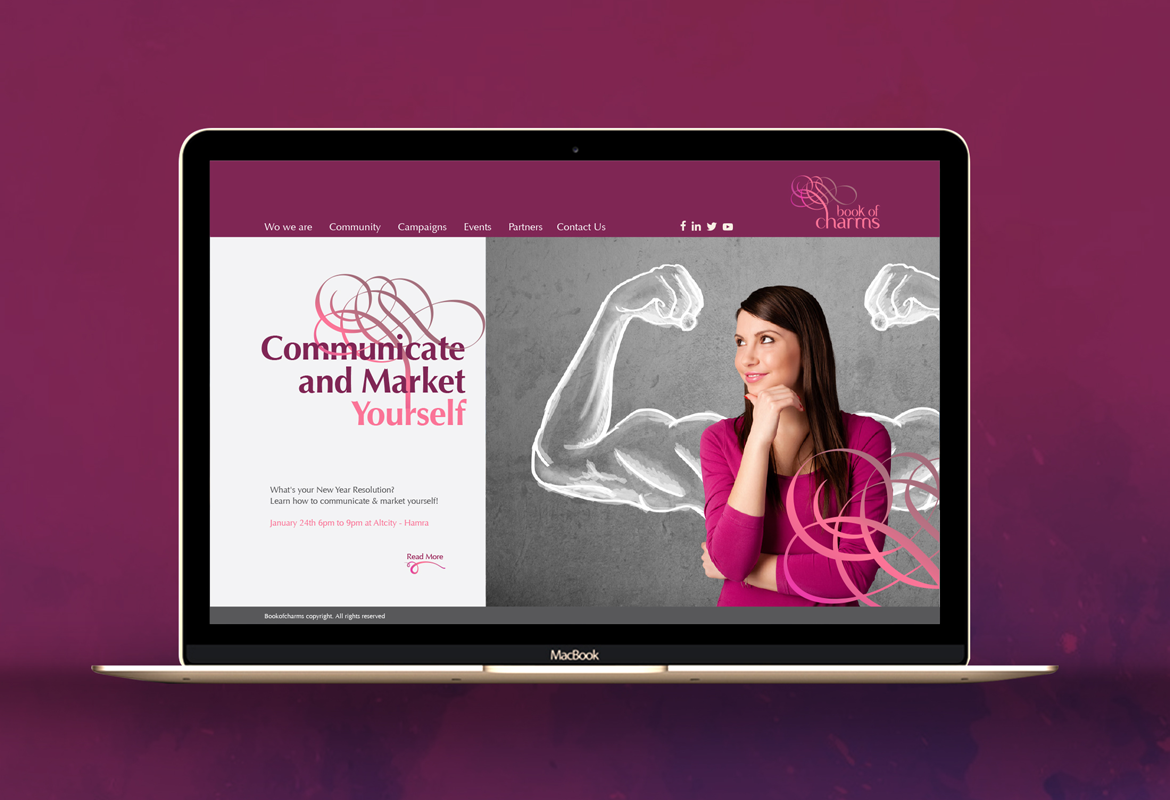 book of
charms
Wo we are Community Campaigns Events Partners Contact Us
Communicate
and Market
Yourself
What's your New Year Resolution?
Learn how to communicate & market yourself!
January 24th 6pm to 9pm at Altcity - Hamra
Read More
Bookofcharms copyright. All rights reserved
MacBook